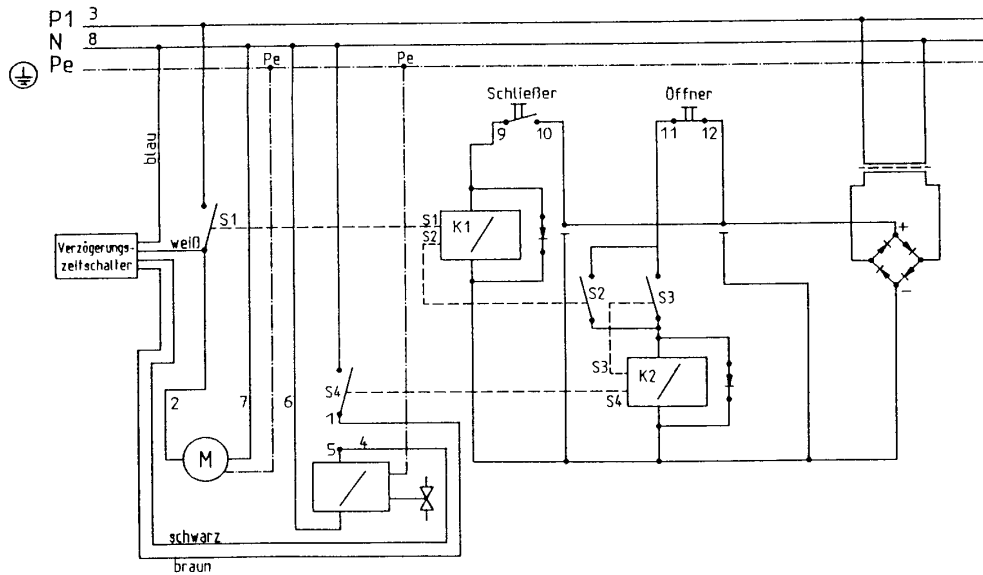 P1 3
N 8
Pe
Pe
Pe
Schließer
Öffner
9
10
11
12
blau
S1
weiß
Verzögerungs-
zeitschalter
S1
S2
K1
+
-
S2
S3
S3
K2
S4
S4
1
2
7
6
5
4
M
schwarz
braun